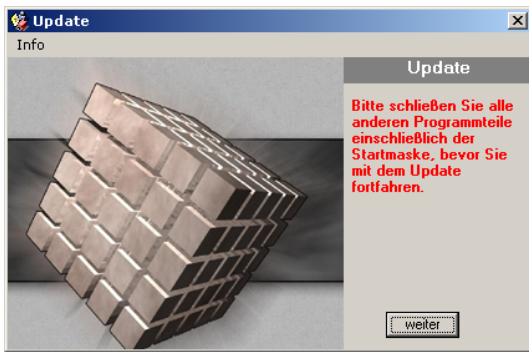 Update
Info
Update
Bitte schließen Sie alle
anderen Programmteile
einschließlich der
Startmaske, bevor Sie
mit dem Update
fortfahren.
weiter